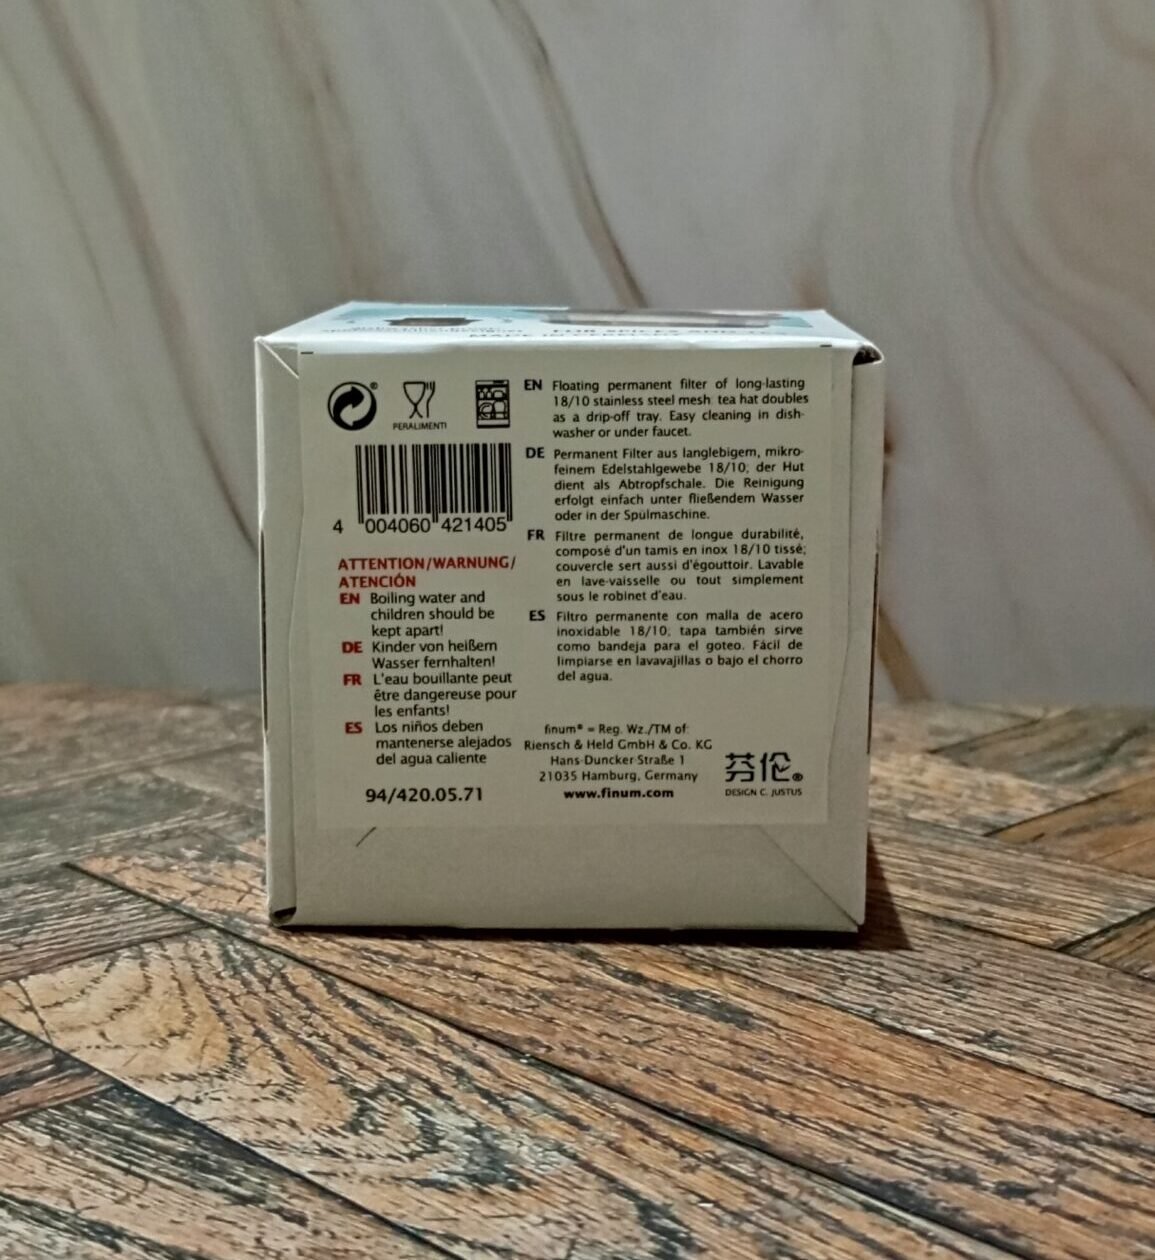 FOR SPICES AND
MADE IN GERMANY
®
PERALIMENTI
4 004060 421405
ATTENTION/WARNUNG/
ATENCIÓN
EN Boiling water and
children should be
kept apart!
DE Kinder von heißem
Wasser fernhalten!
FR L'eau bouillante peut
être dangereuse pour
les enfants!
ES Los niños deben
mantenerse alejados
del agua caliente
94/420.05.71
EN Floating permanent filter of long-lasting
18/10 stainless steel mesh tea hat doubles
as a drip-off tray. Easy cleaning in dish-
washer or under faucet.
DE Permanent Filter aus langlebigem, mikro-
feinem Edelstahlgewebe 18/10; der Hut
dient als Abtropfschale. Die Reinigung
erfolgt einfach unter fließendem Wasser
oder in der Spülmaschine.
FR Filtre permanent de longue durabilité,
composé d'un tamis en inox 18/10 tissé;
couvercle sert aussi d'égouttoir. Lavable
en lave-vaisselle ou tout simplement
sous le robinet d'eau.
ES Filtro permanente con malla de acero
inoxidable 18/10; tapa también sirve
como bandeja para el goteo. Fácil de
limpiarse en lavavajillas o bajo el chorro
del agua.
finum® = Reg. Wz./TM of:
Riensch & Held GmbH & Co. KG
Hans-Duncker-Straße 1
21035 Hamburg, Germany
www.finum.com
芬伦®
DESIGN C. JUSTUS